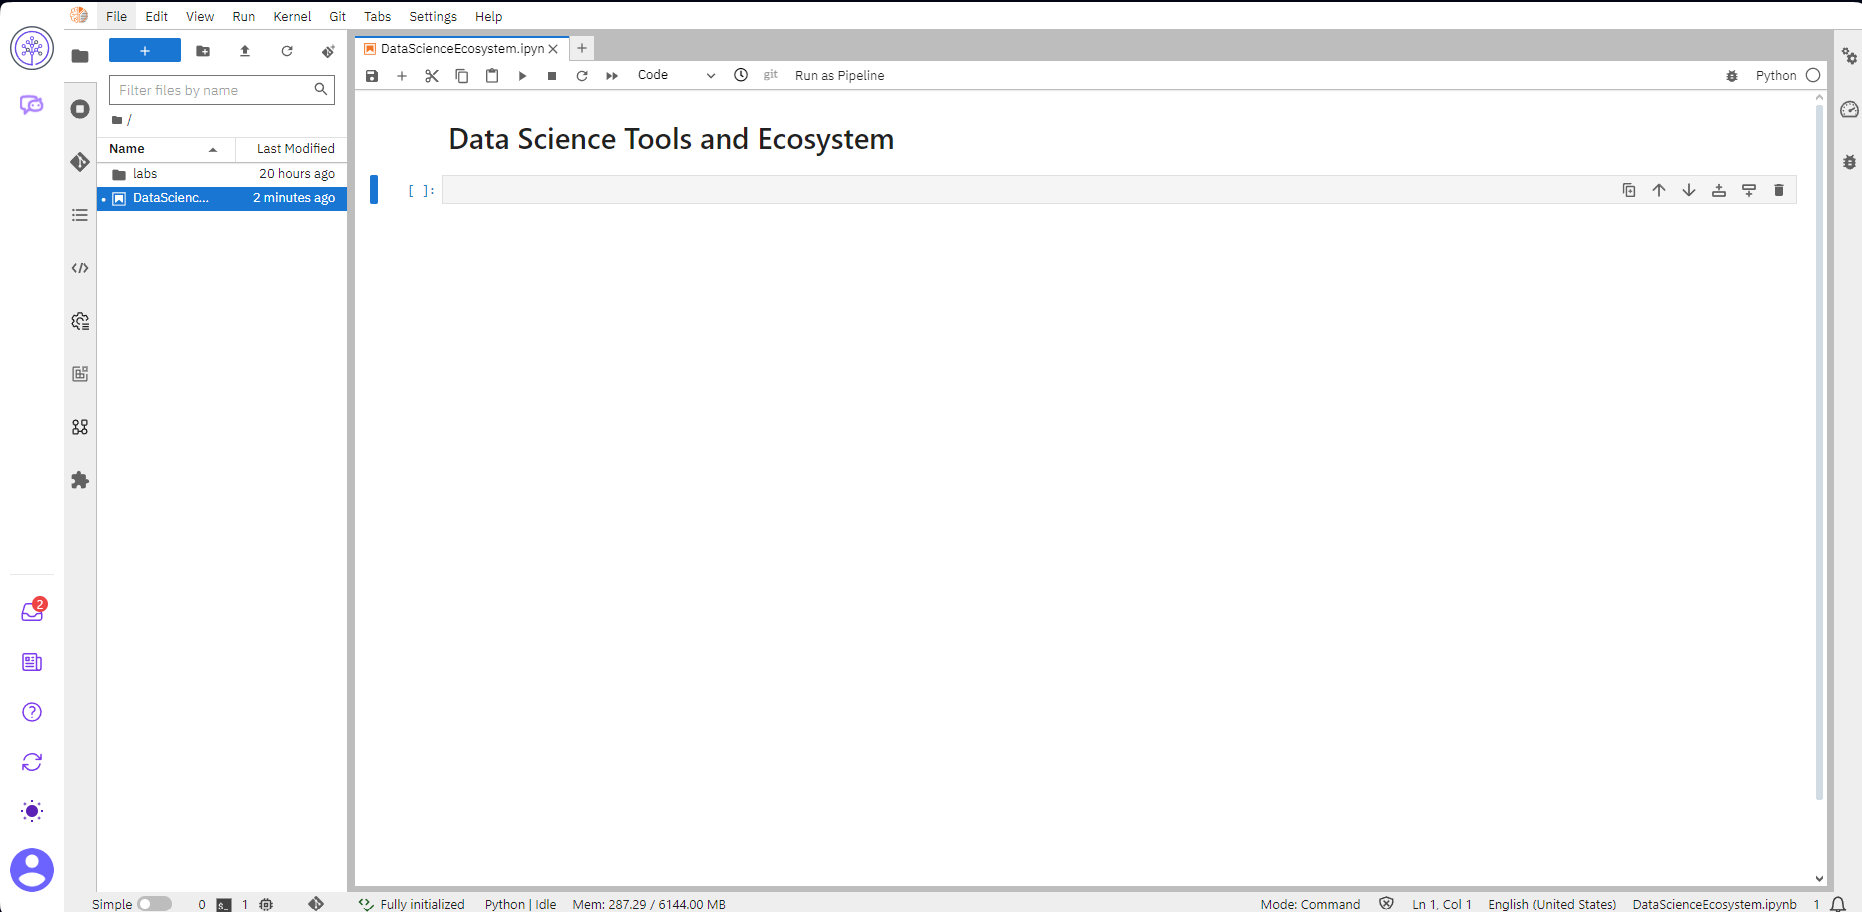 File Edit View Run Kernel Git Tabs Settings Help
Filter files by name
/
Name Last Modified
labs 20 hours ago
DataScienc... 2 minutes ago
DataScienceEcosystem.ipyn
Code git Run as Pipeline Python
Data Science Tools and Ecosystem
[ ]:
2
Simple 0 $_ 1 Fully initialized Python | Idle Mem: 287.29 / 6144.00 MB Mode: Command Ln 1, Col 1 English (United States) DataScienceEcosystem.ipynb 1